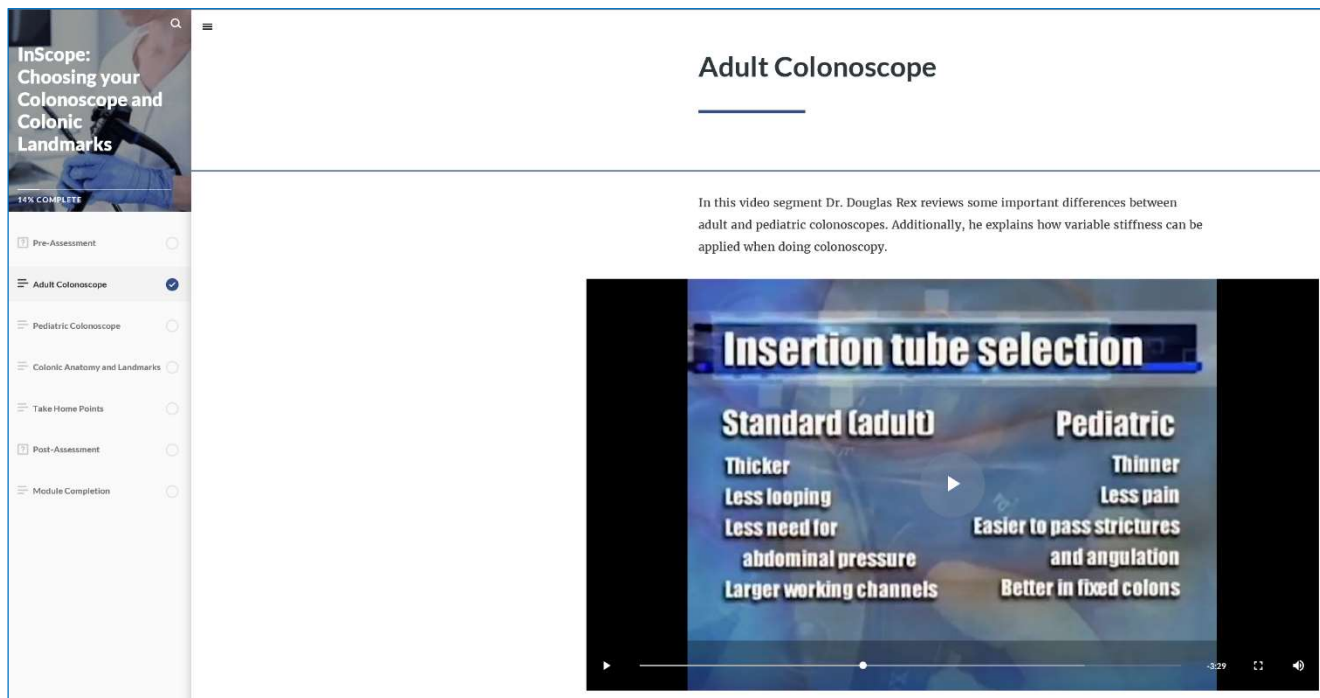 InScope:
Choosing your
Colonoscope and
Colonic
Landmarks
14% COMPLETE
Pre-Assessment
Adult Colonoscope
Pediatric Colonoscope
Colonic Anatomy and Landmarks
Take Home Points
Post-Assessment
Module Completion
Adult Colonoscope
In this video segment Dr. Douglas Rex reviews some important differences between
adult and pediatric colonoscopes. Additionally, he explains how variable stiffness can be
applied when doing colonoscopy.
Insertion tube selection
Standard (adult)
Thicker
Less looping
Less need for
abdominal pressure
Larger working channels
Pediatric
Thinner
Less pain
Easier to pass strictures
and angulation
Better in fixed colons
-3:29